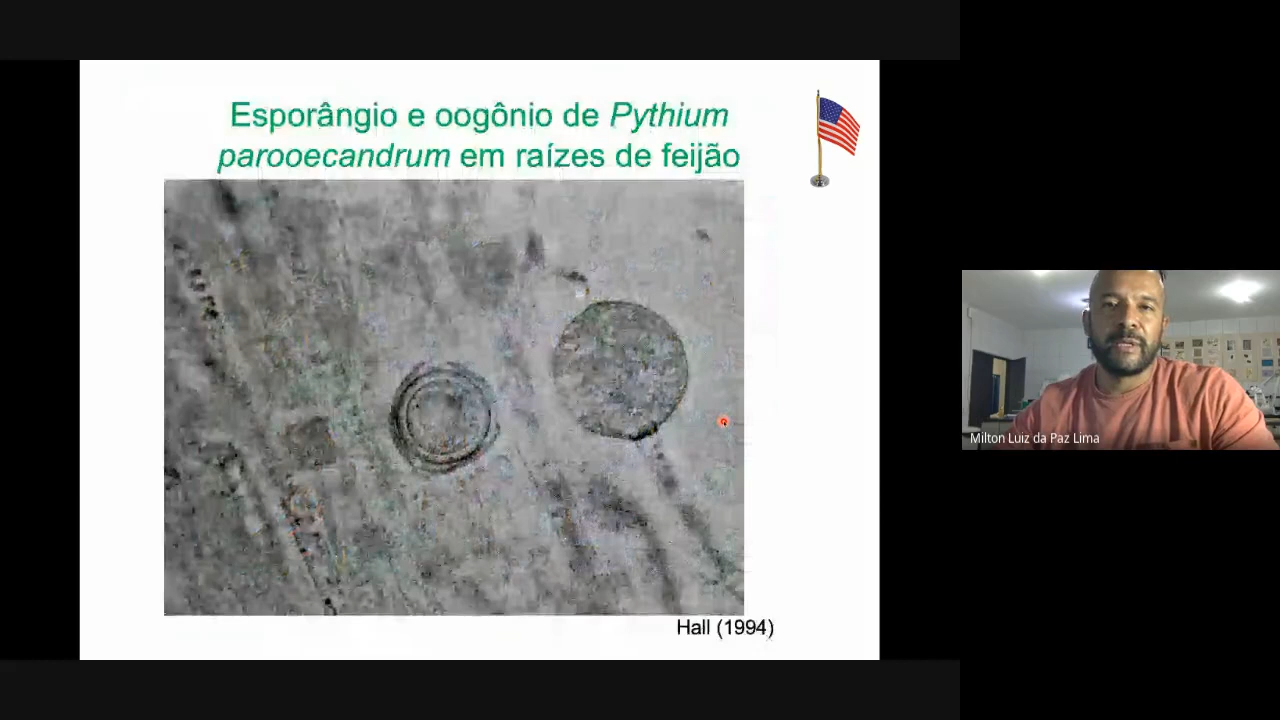 Esporângio e oogônio de Pythium
parooecandrum em raízes de feijão
Hall (1994)
Milton Luiz da Paz Lima